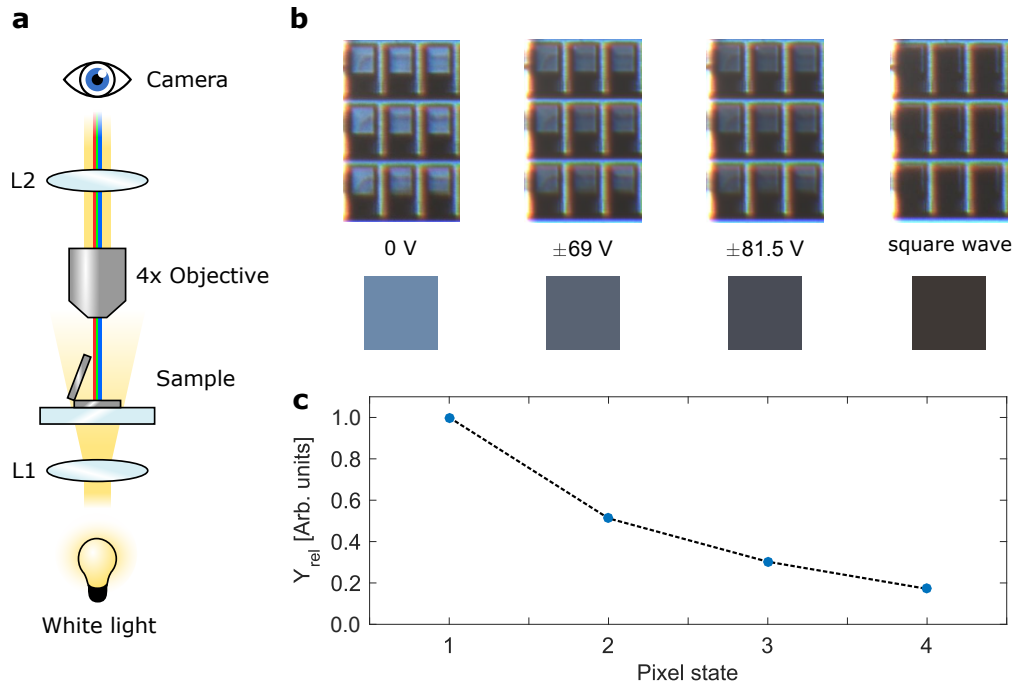 a
Camera
L2
4x Objective
Sample
L1
White light
b
0 V
±69 V
±81.5 V
square wave
c
Y rel [Arb. units]
1.0
0.8
0.6
0.4
0.2
0.0
1 2 3 4
Pixel state